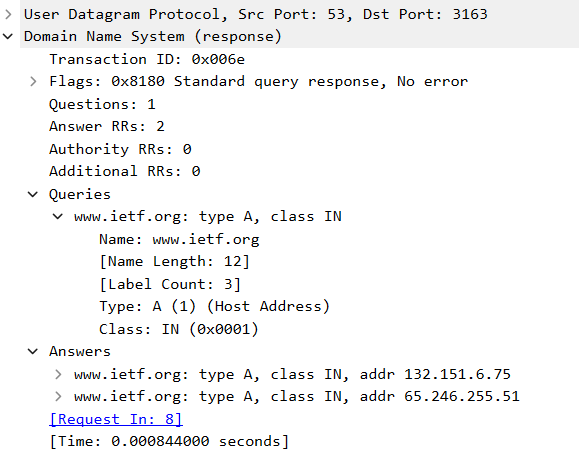 User Datagram Protocol, Src Port: 53, Dst Port: 3163
Domain Name System (response)
Transaction ID: 0x006e
Flags: 0x8180 Standard query response, No error
Questions: 1
Answer RRs: 2
Authority RRs: 0
Additional RRs: 0
Queries
www.ietf.org: type A, class IN
Name: www.ietf.org
[Name Length: 12]
[Label Count: 3]
Type: A (1) (Host Address)
Class: IN (0x0001)
Answers
www.ietf.org: type A, class IN, addr 132.151.6.75
www.ietf.org: type A, class IN, addr 65.246.255.51
[Request In: 8]
[Time: 0.000844000 seconds]